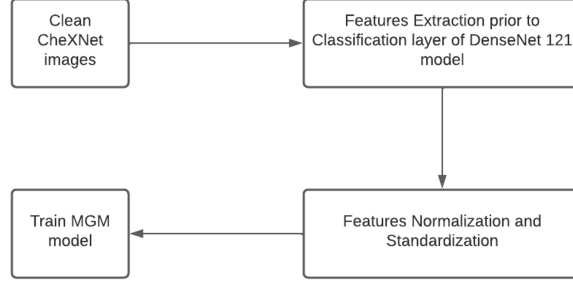 Clean
CheXNet
images
Features Extraction prior to
Classification layer of DenseNet 121
model
Features Normalization and
Standardization
Train MGM
model